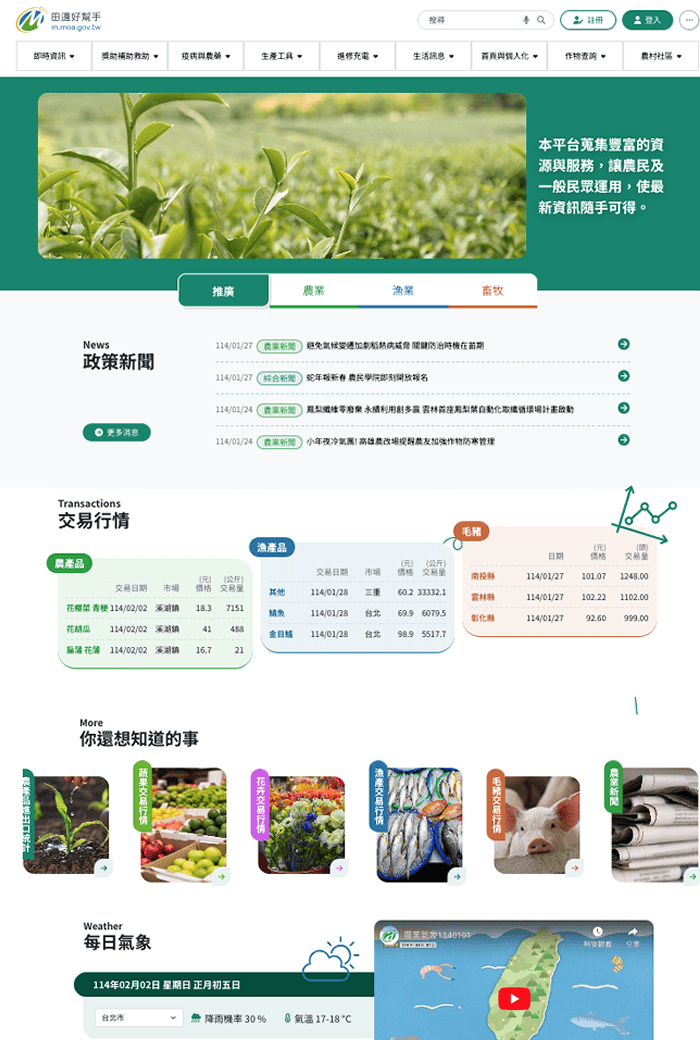 田邊好幫手
m.moa.gov.tw
搜尋
註冊
登入
即時資訊
獎助補助救助
疫病與農藥
生產工具
進修充電
生活訊息
首頁與個人化
作物查詢
農村社區
本平台蒐集豐富的資
源與服務，讓農民及
一般民眾運用，使最
新資訊隨手可得。
推廣
農業
漁業
畜牧
News
政策新聞
更多消息
114/01/27 農業新聞 避免氣候變遷加劇稻熱病威脅 關鍵防治時機在苗期
114/01/27 綜合新聞 蛇年報新春 農民學院即刻開放報名
114/01/24 農業新聞 鳳梨纖維零廢棄 永續利用創多贏 雲林首座鳳梨葉自動化取纖循環場計畫啟動
114/01/24 農業新聞 小年夜冷氣團! 高雄農改場提醒農友加強作物防寒管理
Transactions
交易行情
農產品
交易日期 市場 (元)價格 (公斤)交易量
花椰菜 青梗 114/02/02 溪湖鎮 18.3 7151
花胡瓜 114/02/02 溪湖鎮 41 488
扁蒲 花蒲 114/02/02 溪湖鎮 16.7 21
漁產品
交易日期 市場 (元)價格 (公斤)交易量
其他 114/01/28 三重 60.2 33332.1
鯖魚 114/01/28 台北 69.9 6079.5
金目鱸 114/01/28 台北 98.9 5517.7
毛豬
日期 (元)價格 (頭)交易量
南投縣 114/01/27 101.07 1248.00
雲林縣 114/01/27 102.22 1102.00
彰化縣 114/01/27 92.60 999.00
More
你還想知道的事
農產品進出口統計
蔬果交易行情
花卉交易行情
漁產交易行情
毛豬交易行情
農業新聞
Weather
每日氣象
114年02月02日 星期日 正月初五日
台北市
降雨機率 30 %
氣溫 17-18 °C
農業氣象1140101
稍後觀看
分享